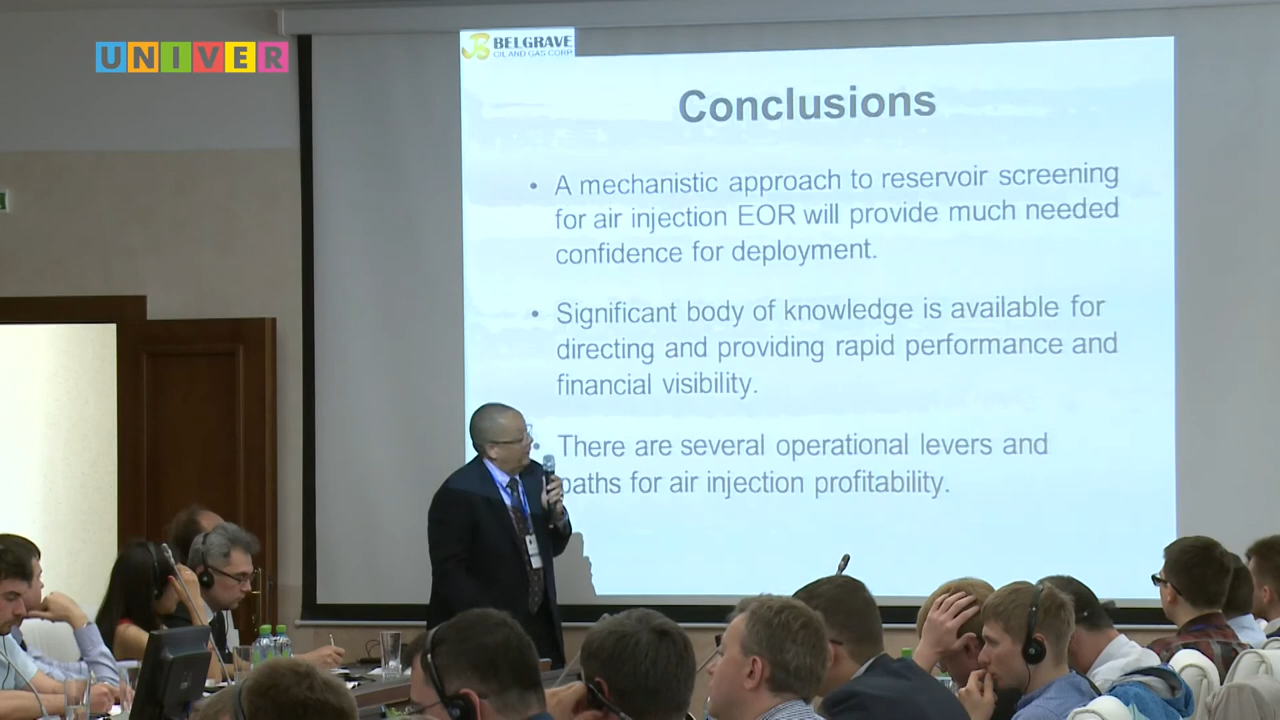 UNIVER
BELGRAVE
OIL AND GAS CORP
Conclusions
• A mechanistic approach to reservoir screening
for air injection EOR will provide much needed
confidence for deployment.
• Significant body of knowledge is available for
directing and providing rapid performance and
financial visibility.
• There are several operational levers and
paths for air injection profitability.